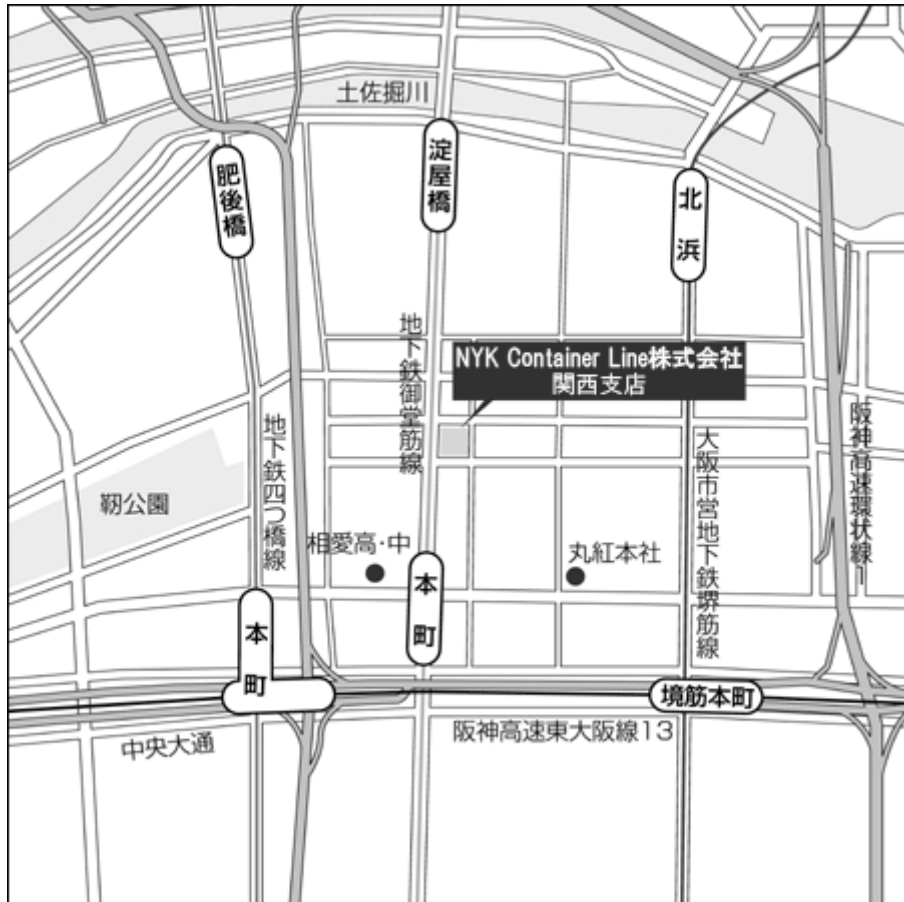 土佐掘川
淀屋橋
肥後橋
北浜
地下鉄御堂筋線
NYK Container Line株式会社
関西支店
阪神高速環状線1
地下鉄四つ橋線
大阪市営地下鉄堺筋線
靭公園
相愛高・中
丸紅本社
本町
本町
境筋本町
中央大通
阪神高速東大阪線13